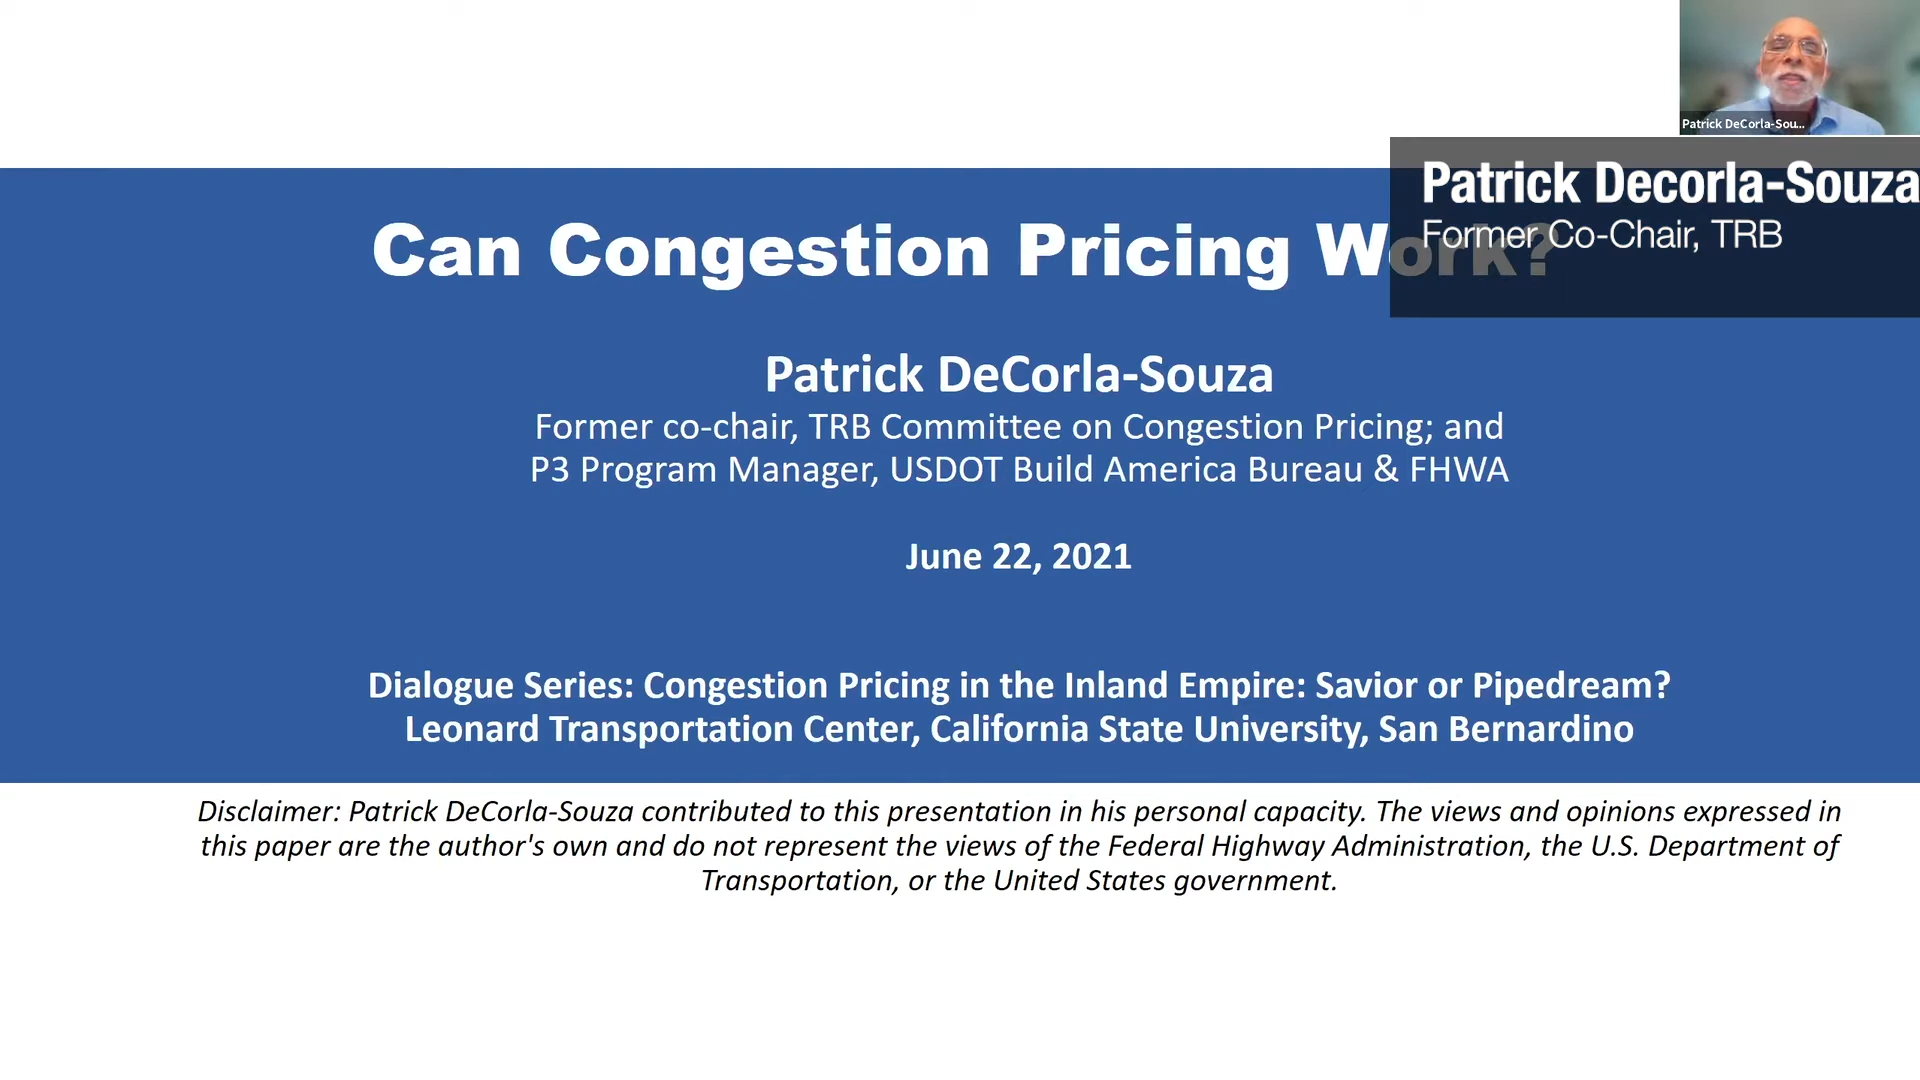 Patrick DeCorla-Sou...
Patrick Decorla-Souza
Former Co-Chair, TRB
Can Congestion Pricing Work?
Patrick DeCorla-Souza
Former co-chair, TRB Committee on Congestion Pricing; and
P3 Program Manager, USDOT Build America Bureau & FHWA
June 22, 2021
Dialogue Series: Congestion Pricing in the Inland Empire: Savior or Pipedream?
Leonard Transportation Center, California State University, San Bernardino
Disclaimer: Patrick DeCorla-Souza contributed to this presentation in his personal capacity. The views and opinions expressed in
this paper are the author's own and do not represent the views of the Federal Highway Administration, the U.S. Department of
Transportation, or the United States government.